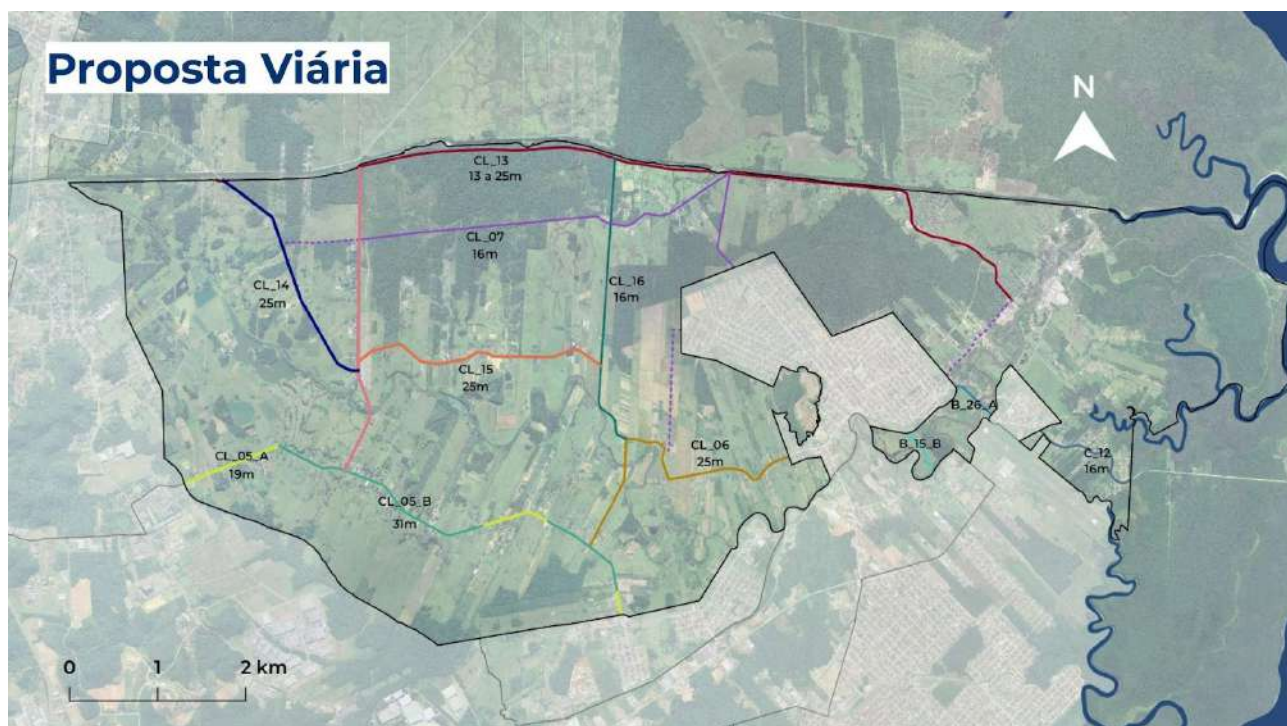 Proposta Viária
N
CL_13
13 a 25m
CL_07
16m
CL_14
25m
CL_16
16m
CL_15
25m
B_26_A
CL_05_A
19m
CL_06
25m
B_15_B
C_12
16m
CL_05_B
31m
0 1 2 km